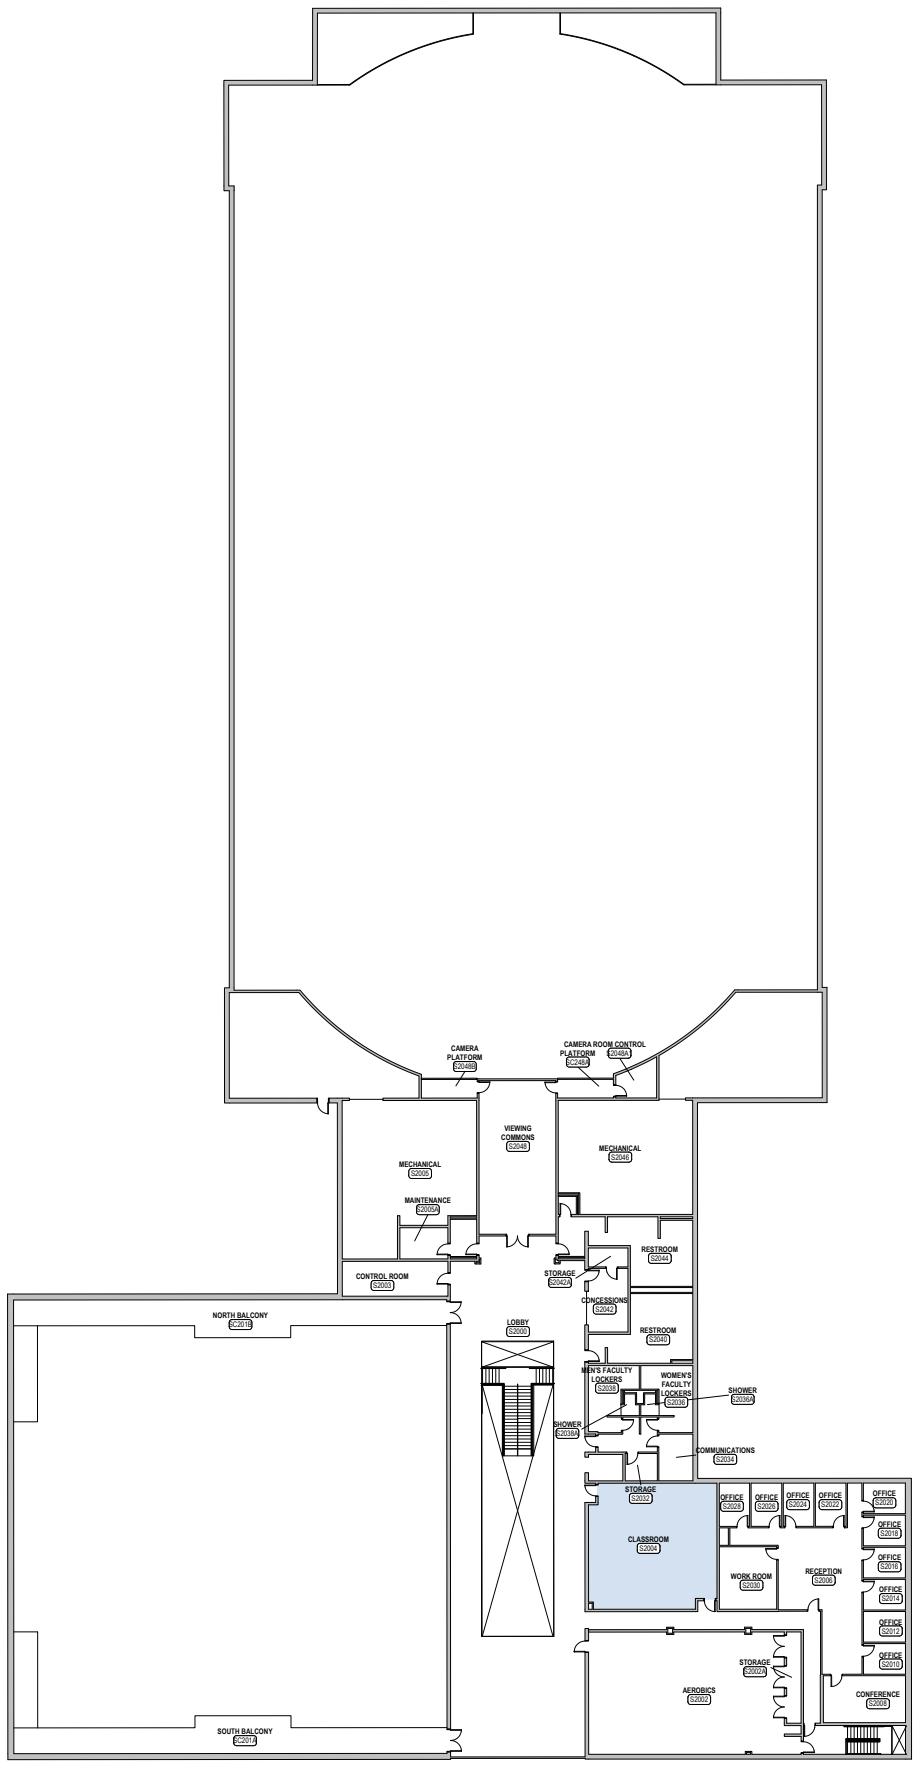 CAMERA
PLATFORM
S2048B
CAMERA ROOM CONTROL
S2048A
PLATFORM
SC248A
VIEWING
COMMONS
S2048
MECHANICAL
S2005
MECHANICAL
S2046
MAINTENANCE
S2005A
RESTROOM
S2044
CONTROL ROOM
S2003
STORAGE
S2042A
CONCESSIONS
S2042
NORTH BALCONY
SC201B
LOBBY
S2000
RESTROOM
S2040
MEN'S FACULTY
LOCKERS
S2038
WOMEN'S
FACULTY
LOCKERS
S2036
SHOWER
S2036A
SHOWER
S2038A
COMMUNICATIONS
S2034
STORAGE
S2032
OFFICE
S2028
OFFICE
S2026
OFFICE
S2024
OFFICE
S2022
OFFICE
S2020
OFFICE
S2018
CLASSROOM
S2004
OFFICE
S2016
WORK ROOM
S2030
RECEPTION
S2006
OFFICE
S2014
OFFICE
S2012
OFFICE
S2010
STORAGE
S2002A
AEROBICS
S2002
CONFERENCE
S2008
SOUTH BALCONY
SC201A